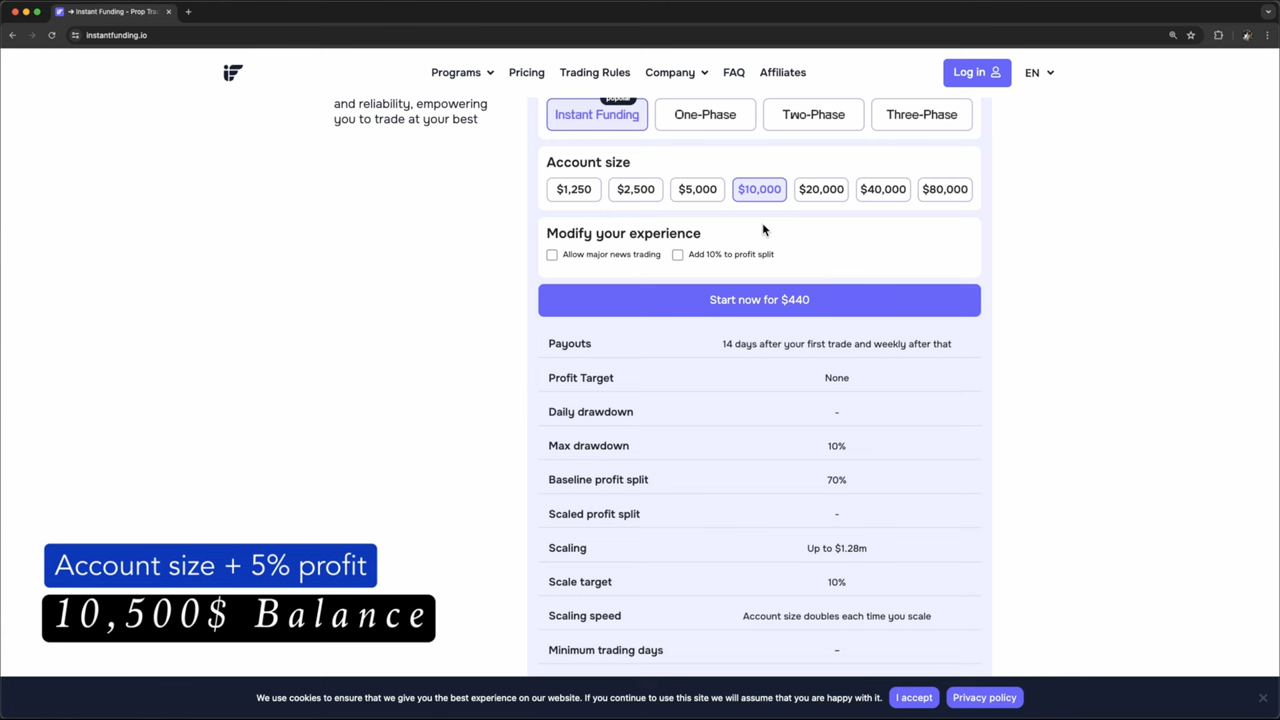 ➔ Instant Funding - Prop Tra
instantfunding.io
Programs Pricing Trading Rules Company FAQ Affiliates Log in EN
and reliability, empowering
you to trade at your best
popular
Instant Funding One-Phase Two-Phase Three-Phase
Account size
$1,250 $2,500 $5,000 $10,000 $20,000 $40,000 $80,000
Modify your experience
Allow major news trading Add 10% to profit split
Start now for $440
Payouts 14 days after your first trade and weekly after that
Profit Target None
Daily drawdown -
Max drawdown 10%
Baseline profit split 70%
Scaled profit split -
Scaling Up to $1.28m
Scale target 10%
Scaling speed Account size doubles each time you scale
Minimum trading days –
Account size + 5% profit
10,500$ Balance
We use cookies to ensure that we give you the best experience on our website. If you continue to use this site we will assume that you are happy with it. I accept Privacy policy